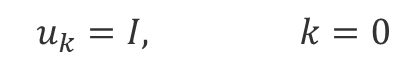 u_k = I, k = 0